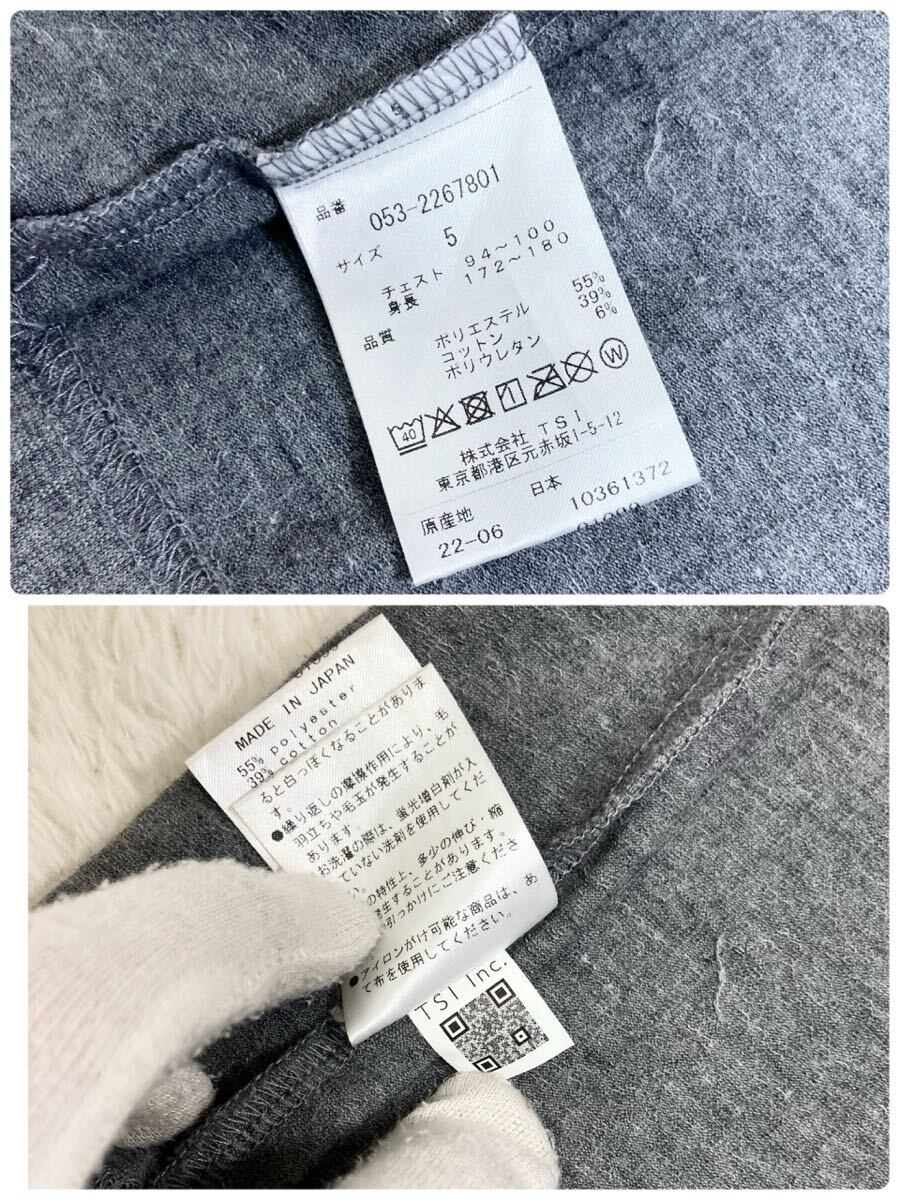 5
品番 053-2267801
サイズ 5
チェスト 94~100
身長 172~180
品質 ポリエステル 55%
コットン 39%
ポリウレタン 6%
40 W
株式会社 TSI
東京都港区元赤坂1-5-12
原産地 日本
22-06 10361372
MADE IN JAPAN
55% polyester
39% cotton
ると白っぽくなることがありま
す。
●繰り返しの摩擦作用により、毛
羽立ちや毛玉が発生することが
あります。
お洗濯の際は、蛍光増白剤が入
っていない洗剤を使用してくだ
の特性上、多少の伸び・縮
発生することがあります。
引っかけにご注意くださ
●アイロンがけ可能な商品は、あ
て布を使用してください。
TSI Inc.